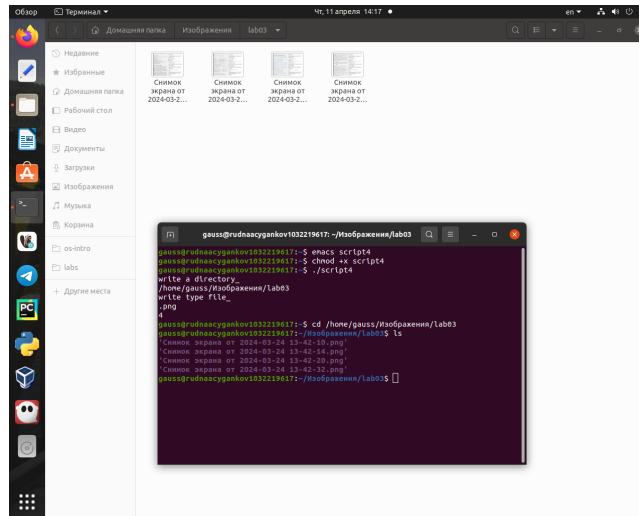 Обзор
Терминал
Чт, 11 апреля 14:17
en
Домашняя папка
Изображения
lab03
Недавние
Избранные
Домашняя папка
Рабочий стол
Видео
Документы
Загрузки
Изображения
Музыка
Корзина
os-intro
labs
+ Другие места
Снимок
экрана от
2024-03-2...
Снимок
экрана от
2024-03-2...
Снимок
экрана от
2024-03-2...
Снимок
экрана от
2024-03-2...
gauss@rudnaacygankov1032219617: ~/Изображения/lab03
gauss@rudnaacygankov1032219617:~$ emacs script4
gauss@rudnaacygankov1032219617:~$ chmod +x script4
gauss@rudnaacygankov1032219617:~$ ./script4
write a directory_
/home/gauss/Изображения/lab03
write type file_
.png
4
gauss@rudnaacygankov1032219617:~$ cd /home/gauss/Изображения/lab03
gauss@rudnaacygankov1032219617:~/Изображения/lab03$ ls
'Снимок экрана от 2024-03-24 13-42-10.png'
'Снимок экрана от 2024-03-24 13-42-14.png'
'Снимок экрана от 2024-03-24 13-42-20.png'
'Снимок экрана от 2024-03-24 13-42-32.png'
gauss@rudnaacygankov1032219617:~/Изображения/lab03$
PC